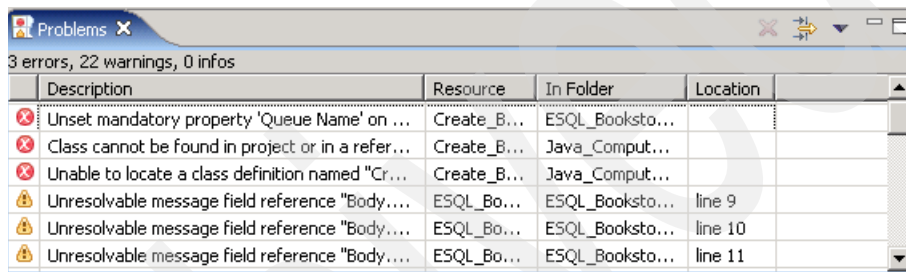 Problems
3 errors, 22 warnings, 0 infos
Description Resource In Folder Location
Unset mandatory property 'Queue Name' on ... Create_B... ESQL_Booksto...
Class cannot be found in project or in a refer... Create_B... Java_Comput...
Unable to locate a class definition named "Cr... Create_B... Java_Comput...
Unresolvable message field reference "Body.... ESQL_Bo... ESQL_Booksto... line 9
Unresolvable message field reference "Body.... ESQL_Bo... ESQL_Booksto... line 10
Unresolvable message field reference "Body.... ESQL_Bo... ESQL_Booksto... line 11